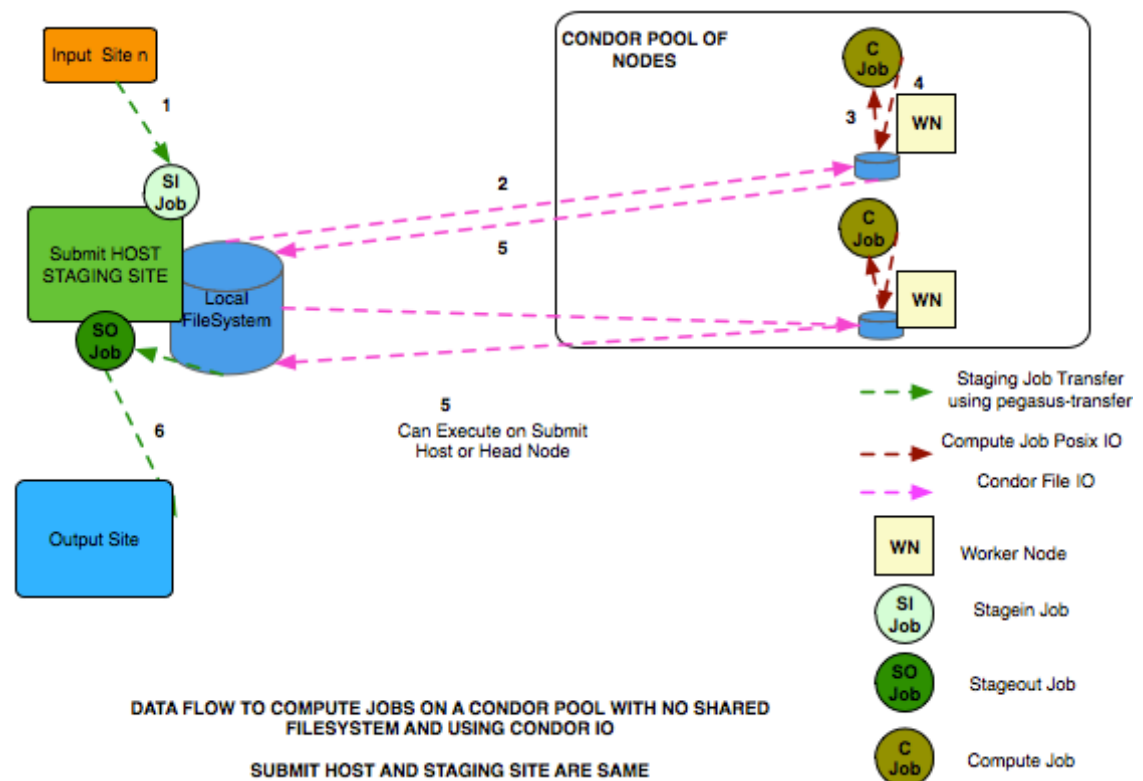 Input Site n
1
SI
Job
Submit HOST
STAGING SITE
Local
FileSystem
SO
Job
6
Output Site
2
5
5
Can Execute on Submit
Host or Head Node
CONDOR POOL OF
NODES
C
Job
4
3
WN
C
Job
WN
Staging Job Transfer
using pegasus-transfer
Compute Job Posix IO
Condor File IO
WN
Worker Node
SI
Job
Stagein Job
SO
Job
Stageout Job
C
Job
Compute Job
DATA FLOW TO COMPUTE JOBS ON A CONDOR POOL WITH NO SHARED
FILESYSTEM AND USING CONDOR IO
SUBMIT HOST AND STAGING SITE ARE SAME